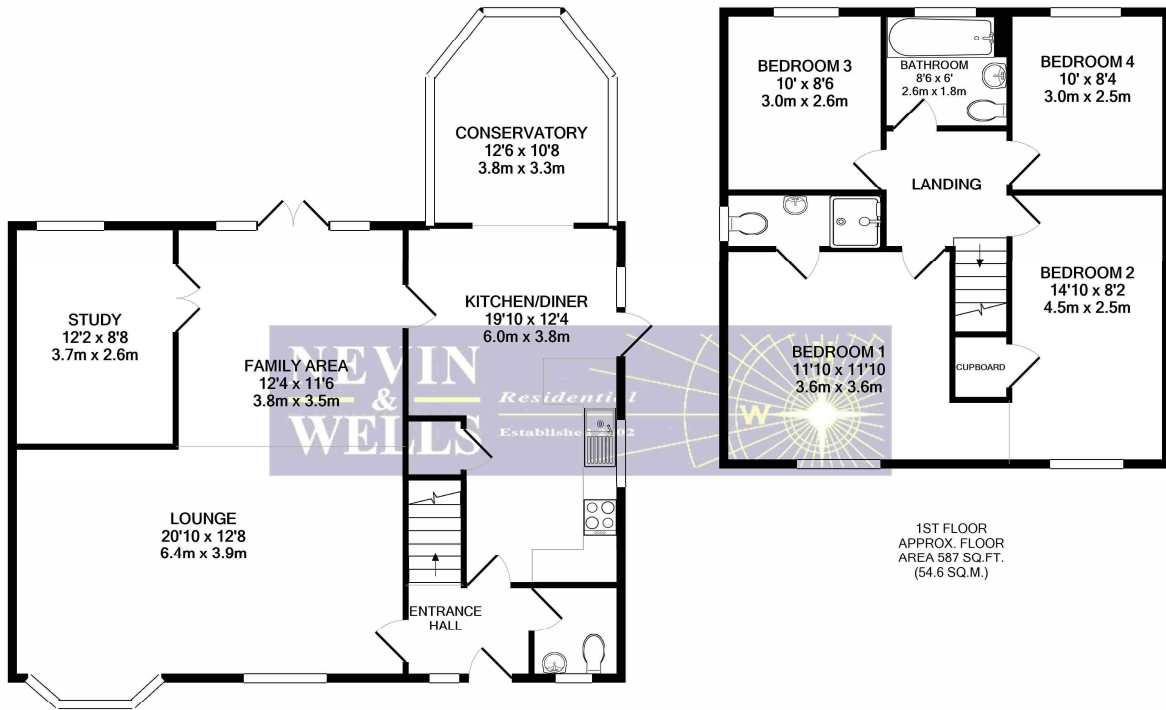 CONSERVATORY
12'6 x 10'8
3.8m x 3.3m
STUDY
12'2 x 8'8
3.7m x 2.6m
FAMILY AREA
12'4 x 11'6
3.8m x 3.5m
KITCHEN/DINER
19'10 x 12'4
6.0m x 3.8m
LOUNGE
20'10 x 12'8
6.4m x 3.9m
ENTRANCE
HALL
BEDROOM 3
10' x 8'6
3.0m x 2.6m
BATHROOM
8'6 x 6'
2.6m x 1.8m
BEDROOM 4
10' x 8'4
3.0m x 2.5m
LANDING
BEDROOM 2
14'10 x 8'2
4.5m x 2.5m
BEDROOM 1
11'10 x 11'10
3.6m x 3.6m
CUPBOARD
1ST FLOOR
APPROX. FLOOR
AREA 587 SQ.FT.
(54.6 SQ.M.)
NEVIN
&
WELLS
Residential
Established
W